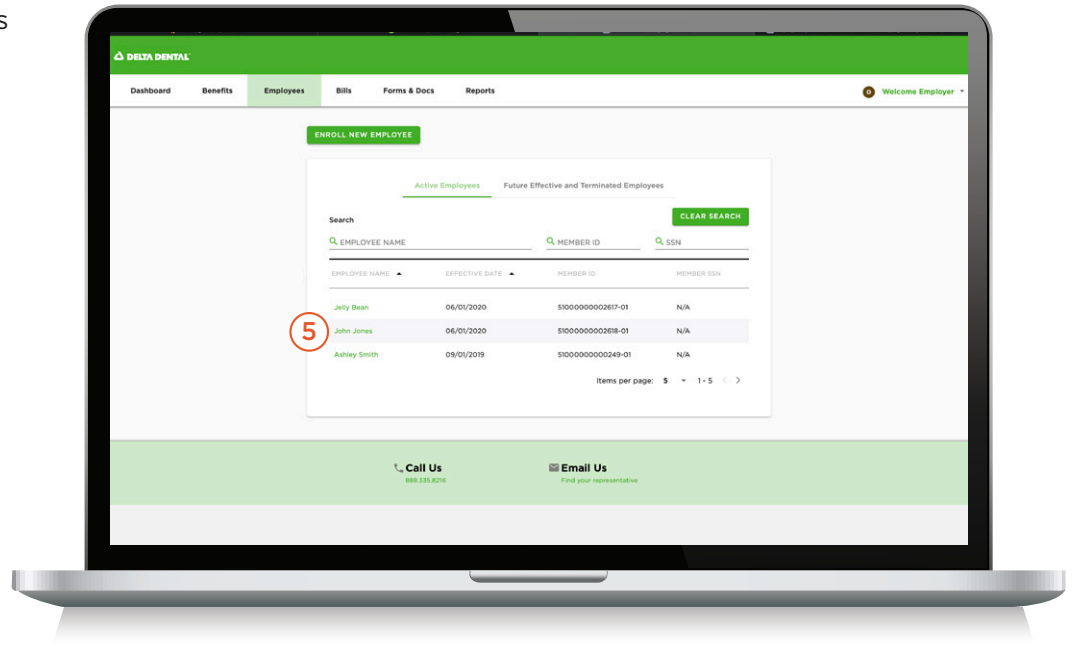 s
DELTA DENTAL
Dashboard Benefits Employees Bills Forms & Docs Reports Welcome Employer
ENROLL NEW EMPLOYEE
Active Employees Future Effective and Terminated Employees
Search CLEAR SEARCH
EMPLOYEE NAME MEMBER ID SSN
EMPLOYEE NAME EFFECTIVE DATE MEMBER ID MEMBER SSN
Jelly Bean 06/01/2020 51000000002617-01 N/A
5 John Jones 06/01/2020 51000000002618-01 N/A
Ashley Smith 09/01/2019 51000000000249-01 N/A
Items per page: 5 1 - 5
Call Us Email Us
888.335.8216 Find your representative